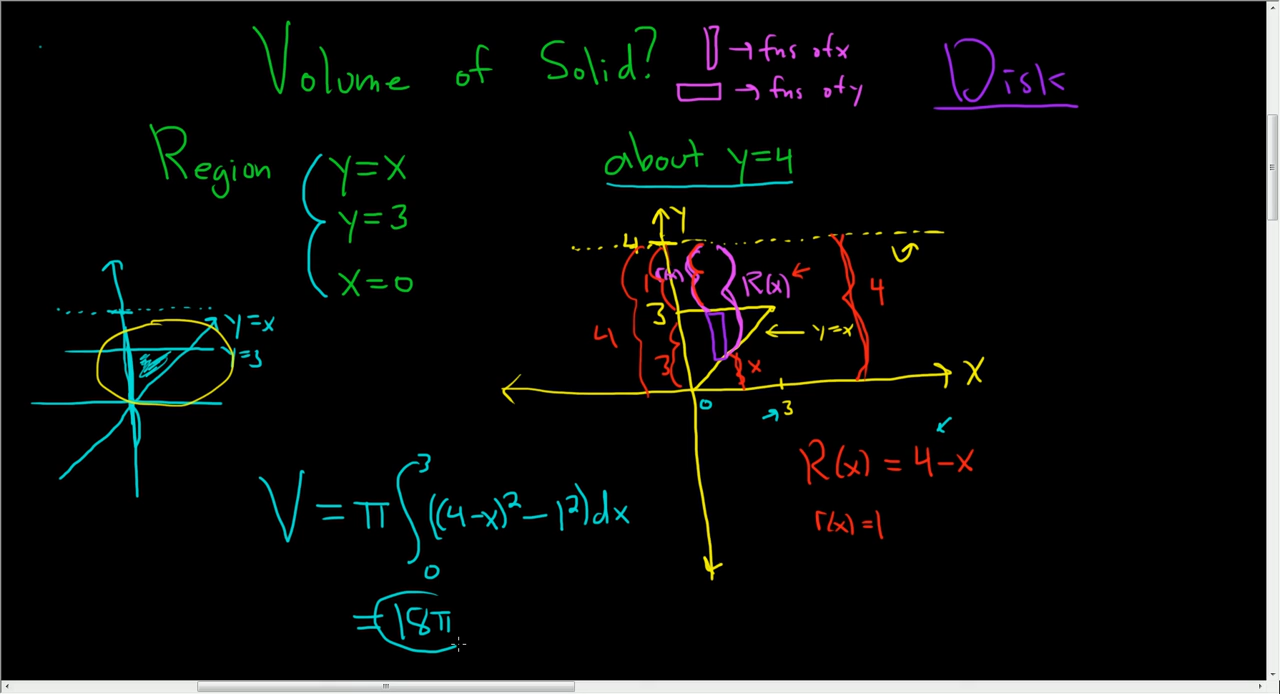 Volume of Solid?
→ fns of x
→ fns of y
Disk
Region
y=x
y=3
x=0
about y=4
y
4
r(x)
1
R(x)
4
3
4
y=x
3
x
x
0
→ 3
y=x
y=3
R(x) = 4-x
r(x) = 1
V = π ∫₀³ ((4-x)² - 1²) dx
= 18π